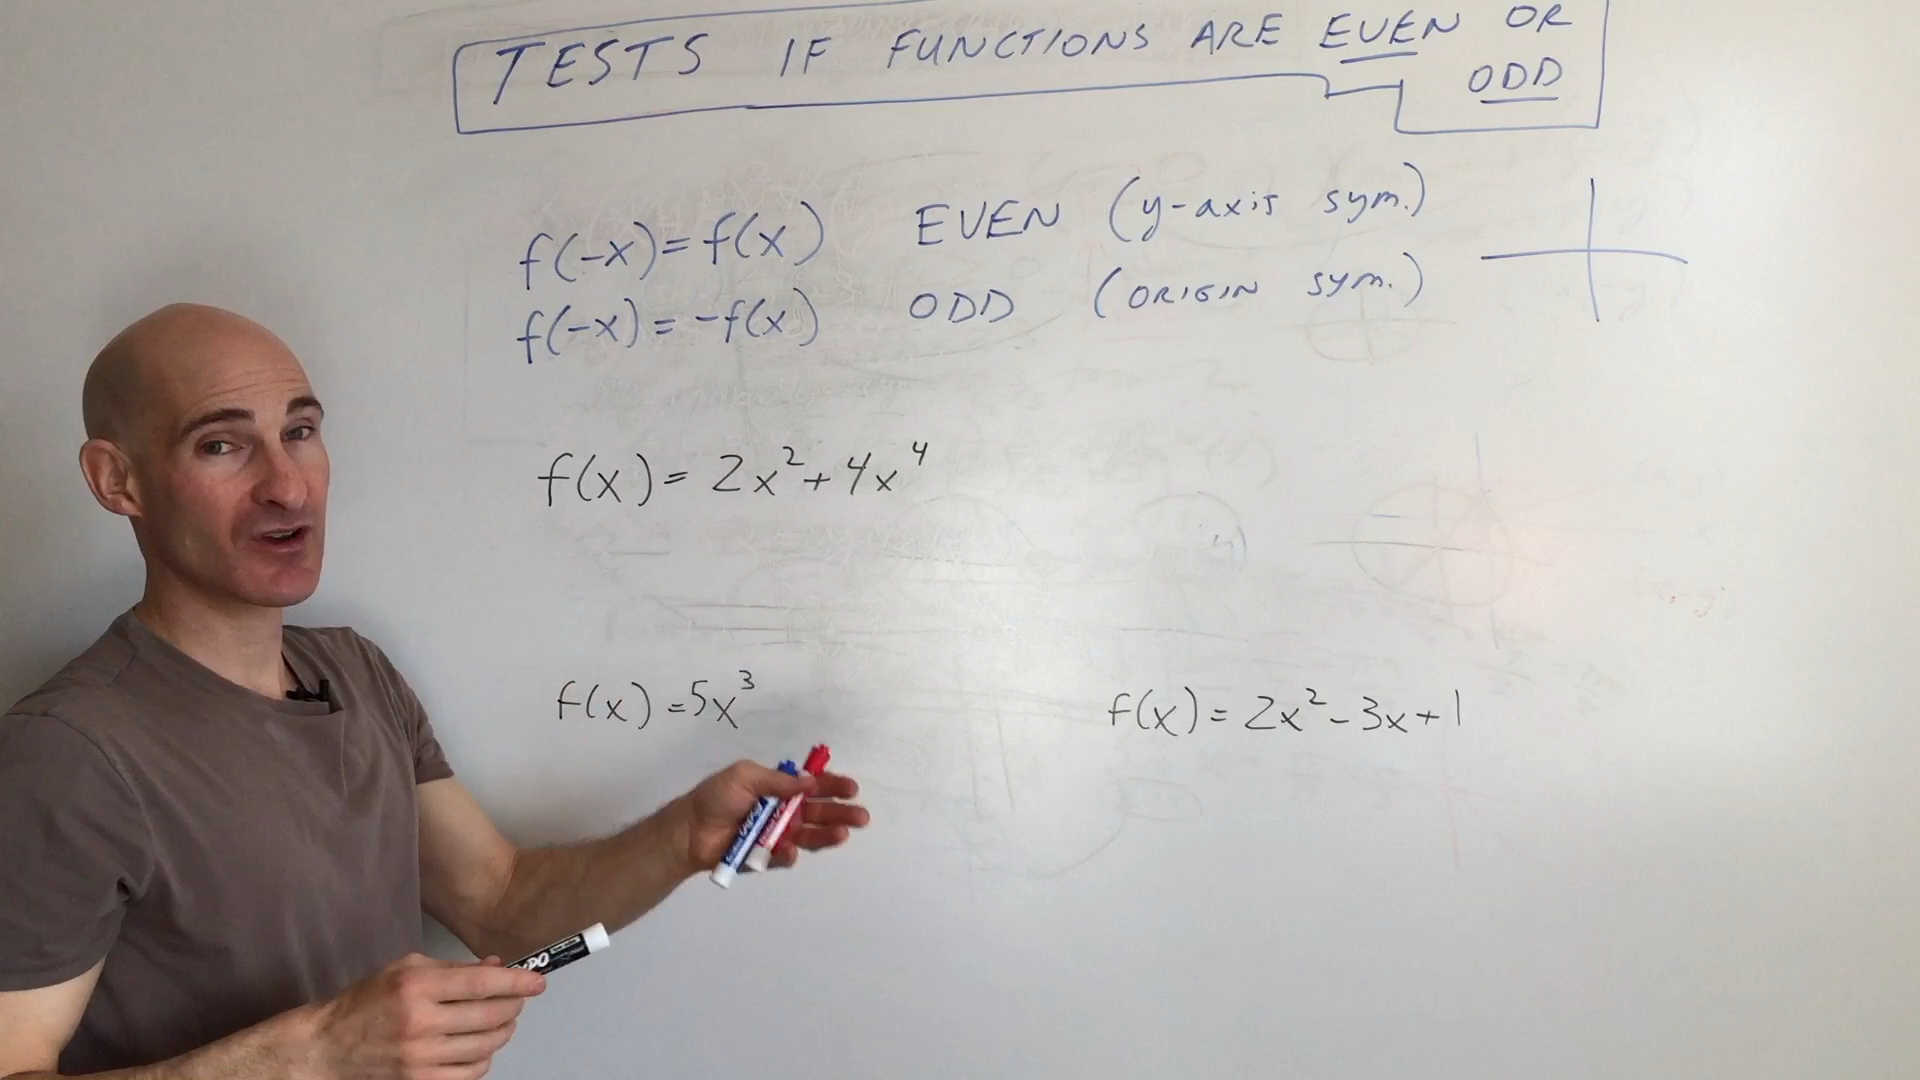 TESTS IF FUNCTIONS ARE EVEN OR
ODD
f(-x)=f(x) EVEN (y-axis sym.)
f(-x)=-f(x) ODD (ORIGIN sym.)
f(x)= 2x²+4x⁴
f(x)=5x³
f(x)= 2x²-3x+1